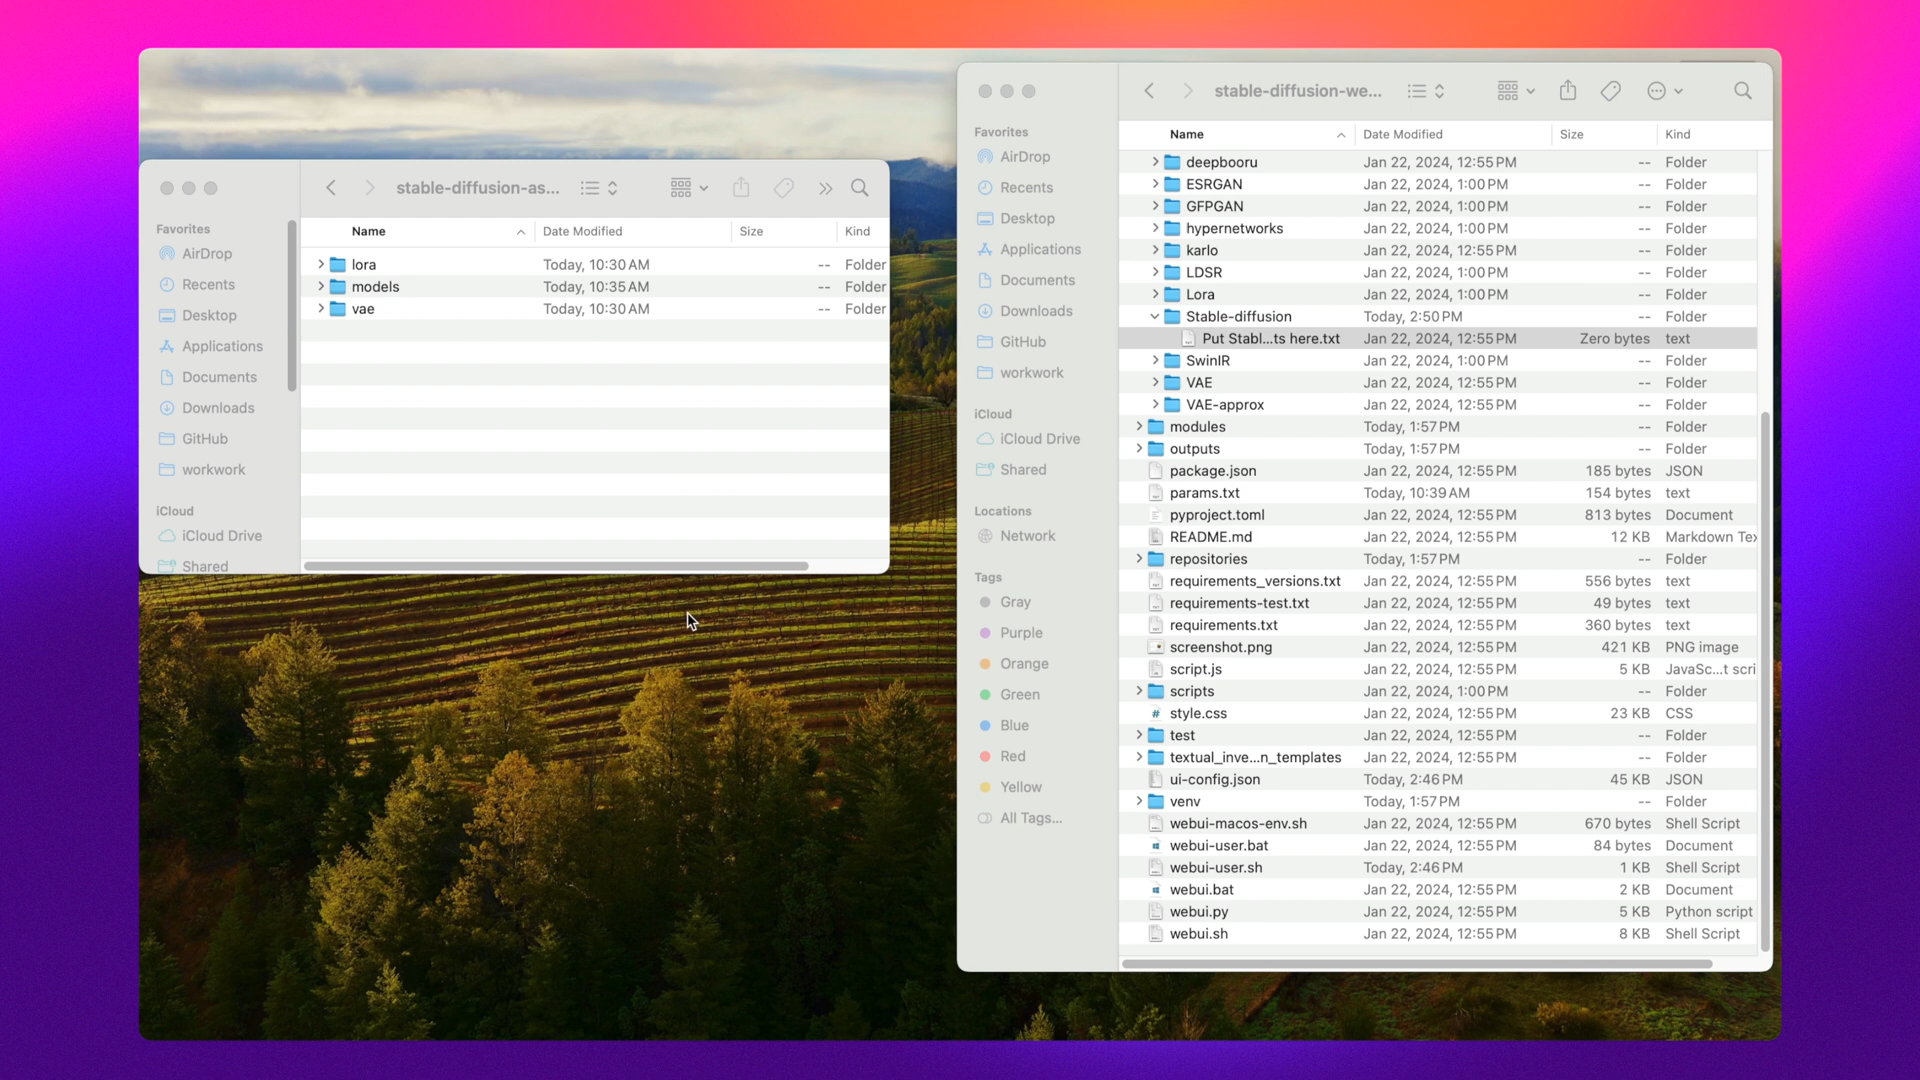 stable-diffusion-as...
Favorites
AirDrop
Recents
Desktop
Applications
Documents
Downloads
GitHub
workwork
iCloud
iCloud Drive
Shared
Name Date Modified Size Kind
lora Today, 10:30 AM -- Folder
models Today, 10:35 AM -- Folder
vae Today, 10:30 AM -- Folder
stable-diffusion-we...
Favorites
AirDrop
Recents
Desktop
Applications
Documents
Downloads
GitHub
workwork
iCloud
iCloud Drive
Shared
Locations
Network
Tags
Gray
Purple
Orange
Green
Blue
Red
Yellow
All Tags...
Name Date Modified Size Kind
deepbooru Jan 22, 2024, 12:55 PM -- Folder
ESRGAN Jan 22, 2024, 1:00 PM -- Folder
GFPGAN Jan 22, 2024, 1:00 PM -- Folder
hypernetworks Jan 22, 2024, 1:00 PM -- Folder
karlo Jan 22, 2024, 12:55 PM -- Folder
LDSR Jan 22, 2024, 1:00 PM -- Folder
Lora Jan 22, 2024, 1:00 PM -- Folder
Stable-diffusion Today, 2:50 PM -- Folder
Put Stabl...ts here.txt Jan 22, 2024, 12:55 PM Zero bytes text
SwinIR Jan 22, 2024, 1:00 PM -- Folder
VAE Jan 22, 2024, 12:55 PM -- Folder
VAE-approx Jan 22, 2024, 12:55 PM -- Folder
modules Today, 1:57 PM -- Folder
outputs Today, 1:57 PM -- Folder
package.json Jan 22, 2024, 12:55 PM 185 bytes JSON
params.txt Today, 10:39 AM 154 bytes text
pyproject.toml Jan 22, 2024, 12:55 PM 813 bytes Document
README.md Jan 22, 2024, 12:55 PM 12 KB Markdown Tex
repositories Today, 1:57 PM -- Folder
requirements_versions.txt Jan 22, 2024, 12:55 PM 556 bytes text
requirements-test.txt Jan 22, 2024, 12:55 PM 49 bytes text
requirements.txt Jan 22, 2024, 12:55 PM 360 bytes text
screenshot.png Jan 22, 2024, 12:55 PM 421 KB PNG image
script.js Jan 22, 2024, 12:55 PM 5 KB JavaSc...t scri
scripts Jan 22, 2024, 1:00 PM -- Folder
style.css Jan 22, 2024, 12:55 PM 23 KB CSS
test Jan 22, 2024, 12:55 PM -- Folder
textual_inve...n_templates Jan 22, 2024, 12:55 PM -- Folder
ui-config.json Today, 2:46 PM 45 KB JSON
venv Today, 1:57 PM -- Folder
webui-macos-env.sh Jan 22, 2024, 12:55 PM 670 bytes Shell Script
webui-user.bat Jan 22, 2024, 12:55 PM 84 bytes Document
webui-user.sh Today, 2:46 PM 1 KB Shell Script
webui.bat Jan 22, 2024, 12:55 PM 2 KB Document
webui.py Jan 22, 2024, 12:55 PM 5 KB Python script
webui.sh Jan 22, 2024, 12:55 PM 8 KB Shell Script